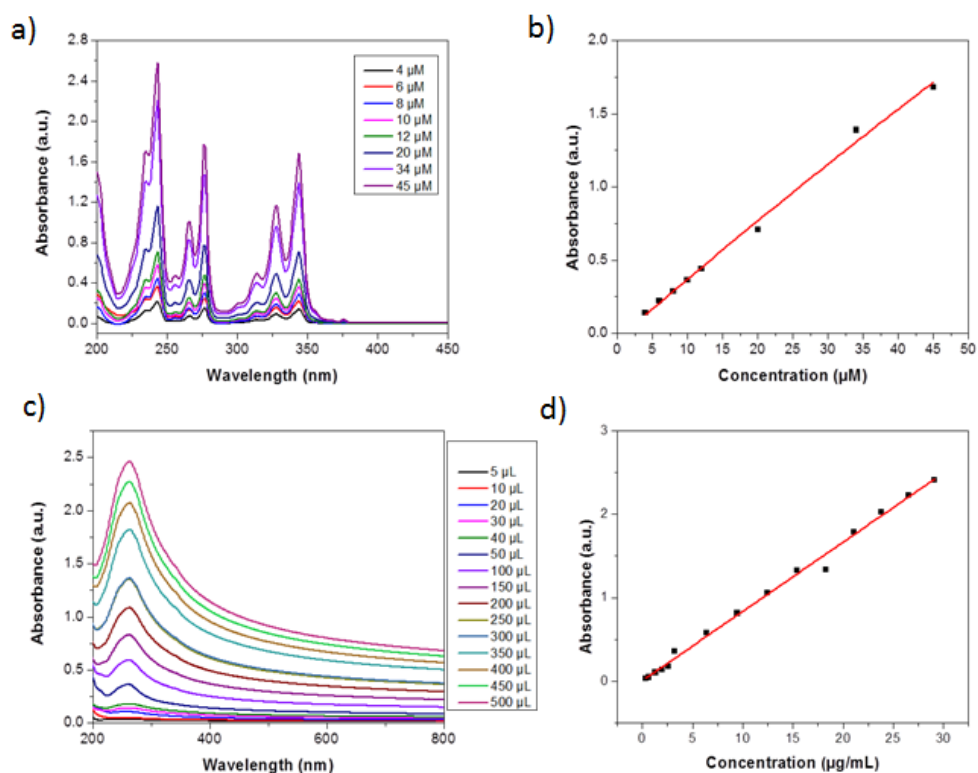 a)
Absorbance (a.u.)
2.8
2.4
2.0
1.6
1.2
0.8
0.4
0.0
200 250 300 350 400 450
Wavelength (nm)
4 µM
6 µM
8 µM
10 µM
12 µM
20 µM
34 µM
45 µM
b)
Absorbance (a.u.)
2.0
1.5
1.0
0.5
0.0
0 5 10 15 20 25 30 35 40 45 50
Concentration (µM)
c)
Absorbance (a.u.)
2.5
2.0
1.5
1.0
0.5
0.0
200 400 600 800
Wavelength (nm)
5 µL
10 µL
20 µL
30 µL
40 µL
50 µL
100 µL
150 µL
200 µL
250 µL
300 µL
350 µL
400 µL
450 µL
500 µL
d)
Absorbance (a.u.)
3
2
1
0
0 5 10 15 20 25 30
Concentration (µg/mL)